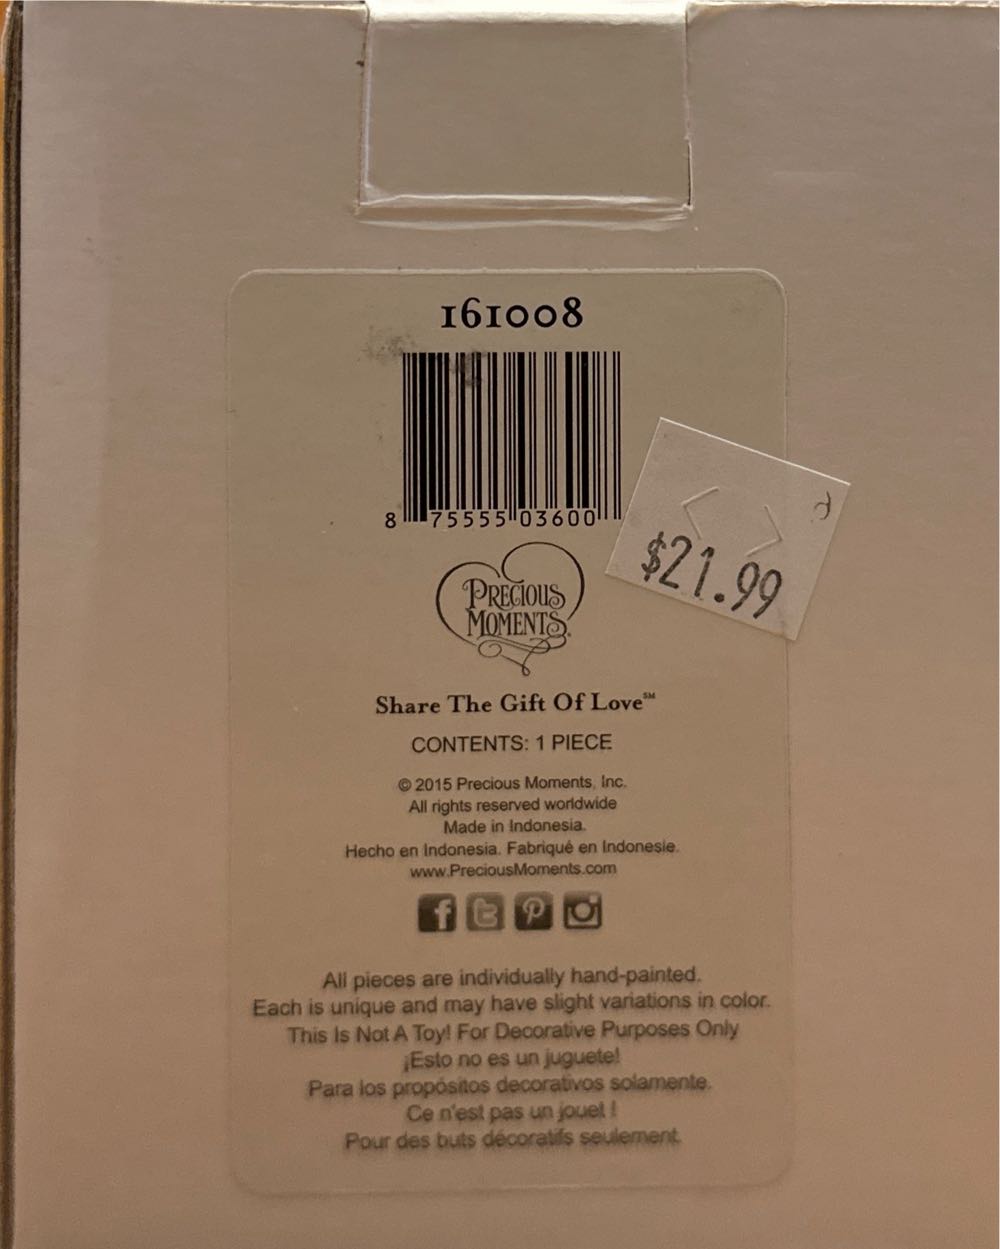 161008
8 75555 03600
$21.99
PRECIOUS
MOMENTS®
Share The Gift Of Love℠
CONTENTS: 1 PIECE
© 2015 Precious Moments, Inc.
All rights reserved worldwide
Made in Indonesia.
Hecho en Indonesia. Fabriqué en Indonesie.
www.PreciousMoments.com
All pieces are individually hand-painted.
Each is unique and may have slight variations in color.
This Is Not A Toy! For Decorative Purposes Only
¡Esto no es un juguete!
Para los propósitos decorativos solamente.
Ce n'est pas un jouet !
Pour des buts décoratifs seulement.